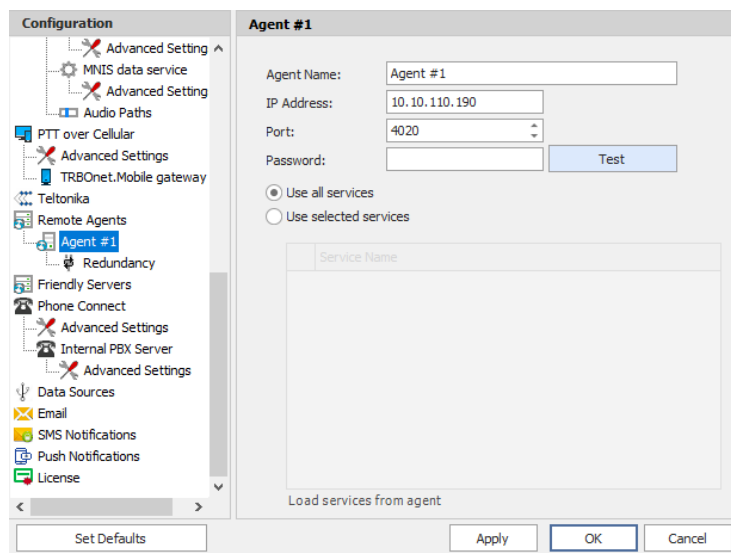 Configuration
Advanced Setting
MNIS data service
Advanced Setting
Audio Paths
PTT over Cellular
Advanced Settings
TRBOnet.Mobile gateway
Teltonika
Remote Agents
Agent #1
Redundancy
Friendly Servers
Phone Connect
Advanced Settings
Internal PBX Server
Advanced Settings
Data Sources
Email
SMS Notifications
Push Notifications
License
Set Defaults
Agent #1
Agent Name: Agent #1
IP Address: 10.10.110.190
Port: 4020
Password: Test
Use all services
Use selected services
Service Name
Load services from agent
Apply OK Cancel